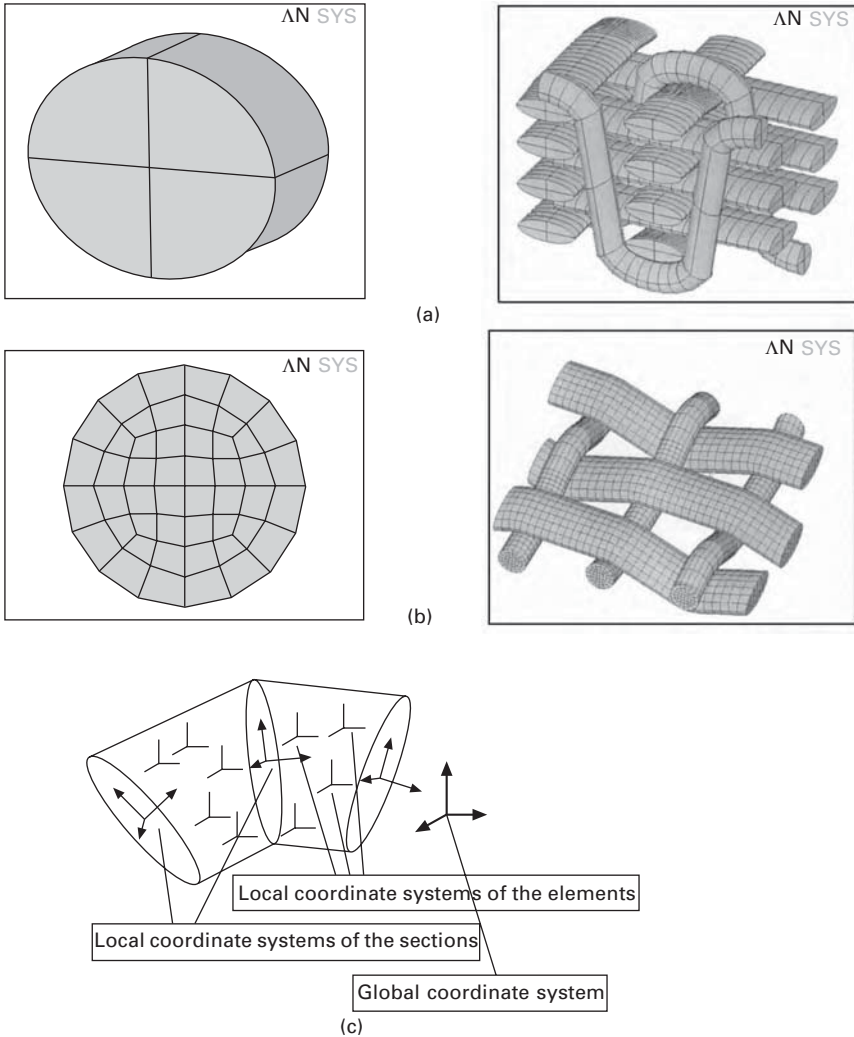 ΛN SYS
ΛN SYS
(a)
ΛN SYS
ΛN SYS
(b)
Local coordinate systems of the elements
Local coordinate systems of the sections
Global coordinate system
(c)